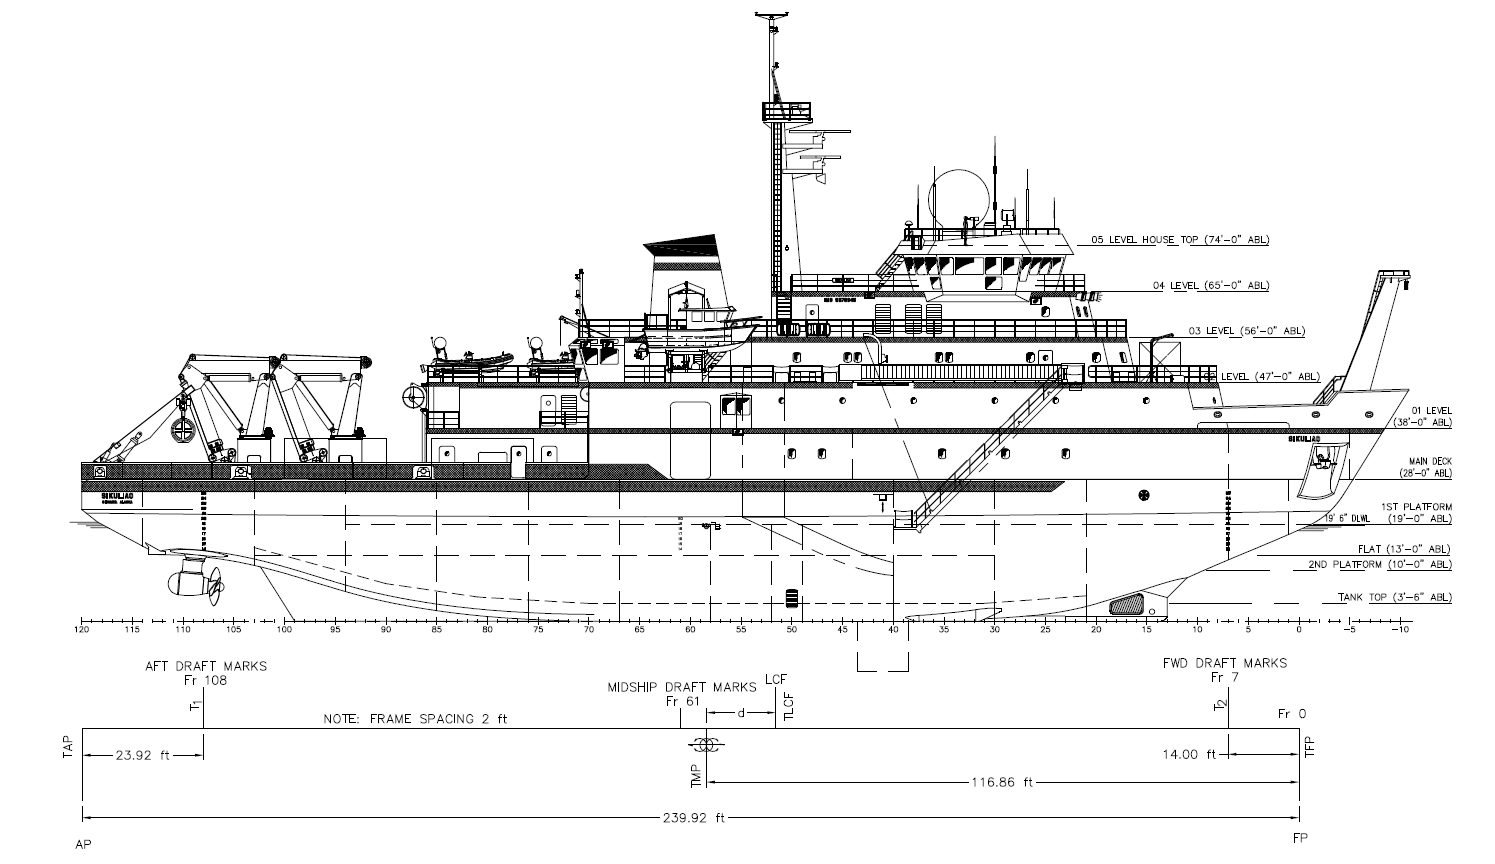 05 LEVEL HOUSE TOP (74'-0" ABL)
04 LEVEL (65'-0" ABL)
03 LEVEL (56'-0" ABL)
LEVEL (47'-0" ABL)
01 LEVEL
(38'-0" ABL)
SIKULIAQ
MAIN DECK
(28'-0" ABL)
SIKULIAQ
1ST PLATFORM
19' 6" DLWL (19'-0" ABL)
FLAT (13'-0" ABL)
2ND PLATFORM (10'-0" ABL)
TANK TOP (3'-6" ABL)
120 115 110 105 100 95 90 85 80 75 70 65 60 55 50 45 40 35 30 25 20 15 10 5 0 -5 -10
AFT DRAFT MARKS
Fr 108
MIDSHIP DRAFT MARKS
Fr 61
LCF
FWD DRAFT MARKS
Fr 7
T1
NOTE: FRAME SPACING 2 ft
d
TLCF
T2
Fr 0
TAP
23.92 ft
TMP
14.00 ft
TFP
116.86 ft
239.92 ft
AP
FP